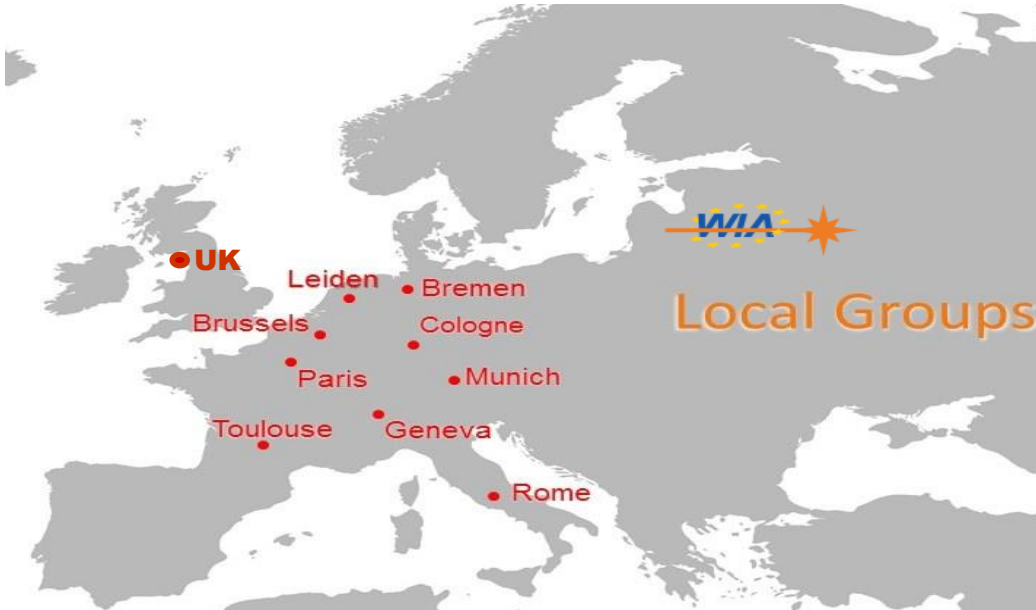 WIA
UK
Leiden
Bremen
Local Groups
Brussels
Cologne
Paris
Munich
Toulouse
Geneva
Rome